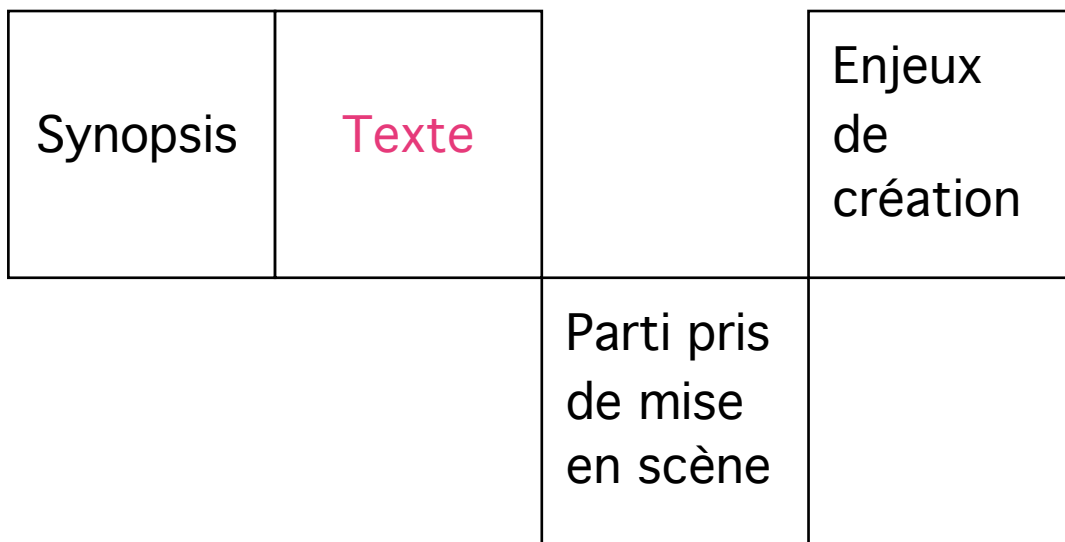 Synopsis
Texte
Enjeux
de
création
Parti pris
de mise
en scène